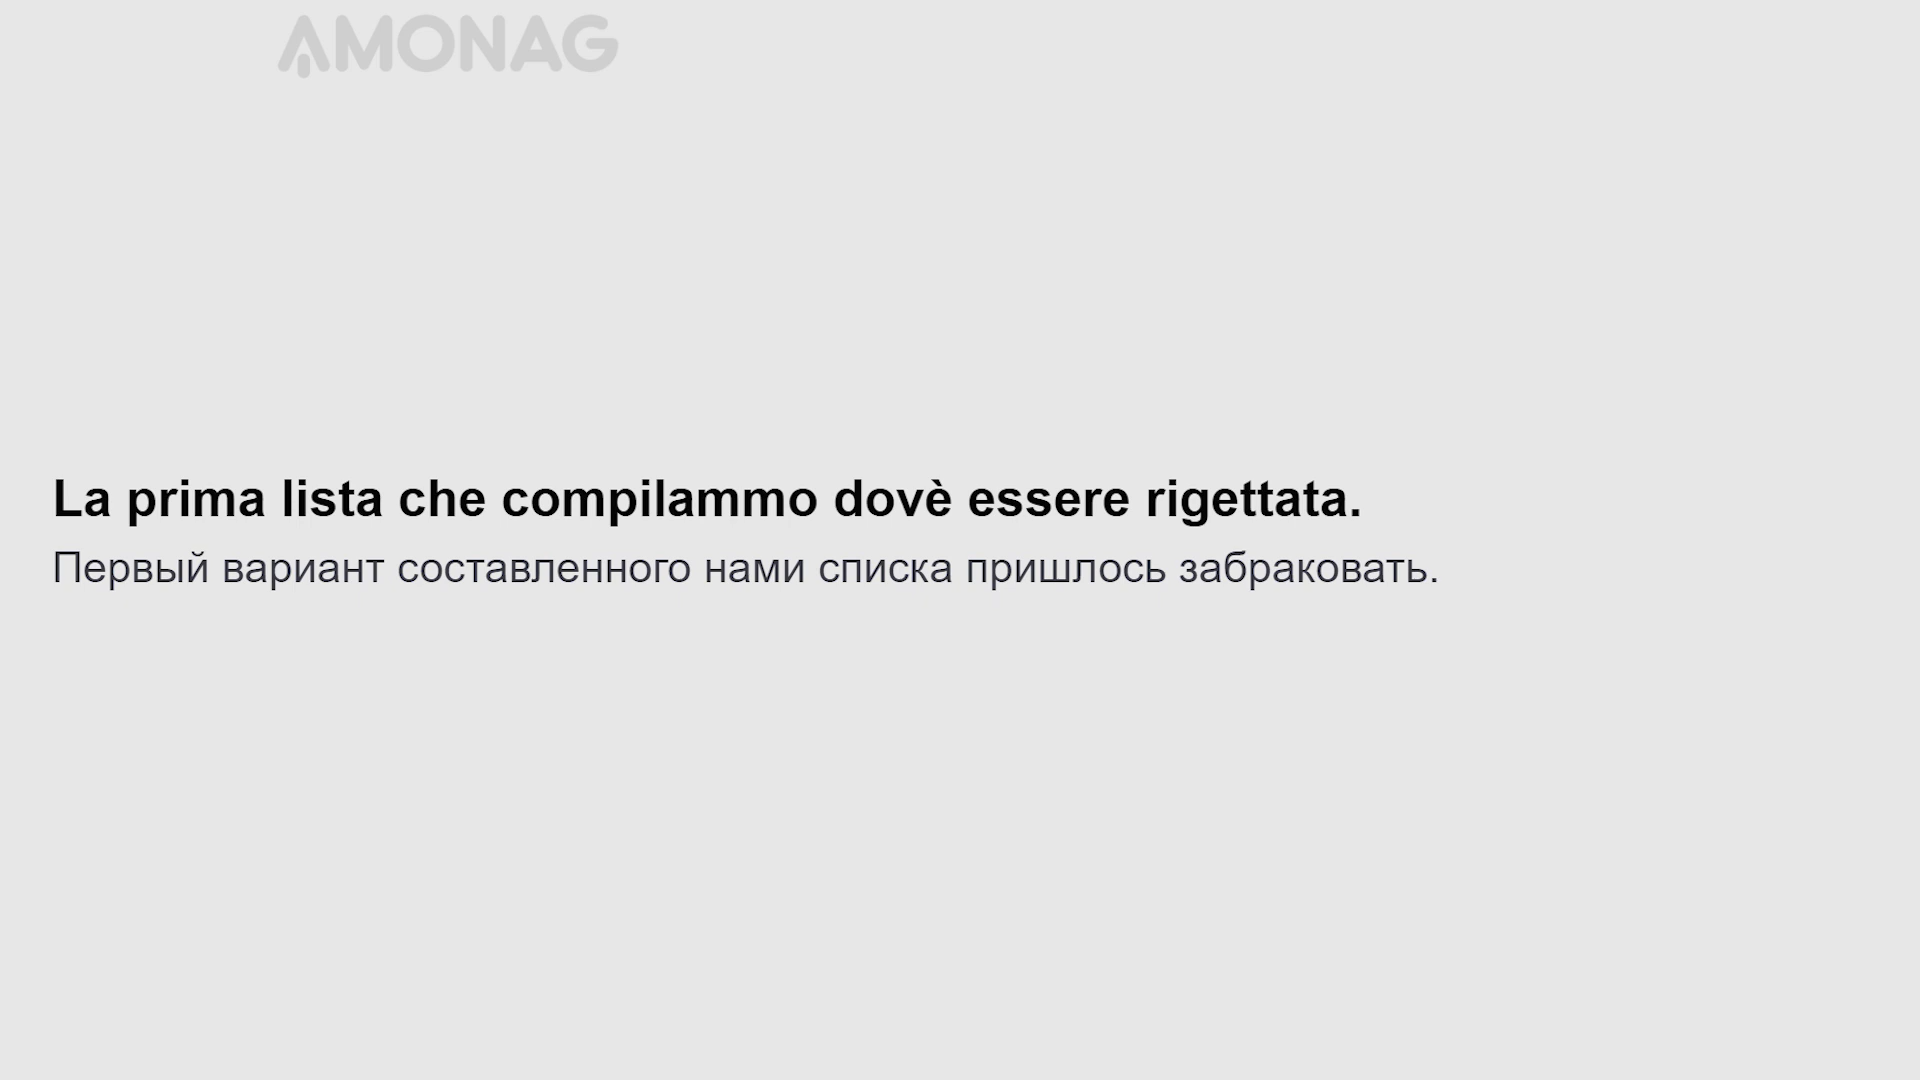 AMONAG
La prima lista che compilammo dovè essere rigettata.
Первый вариант составленного нами списка пришлось забраковать.